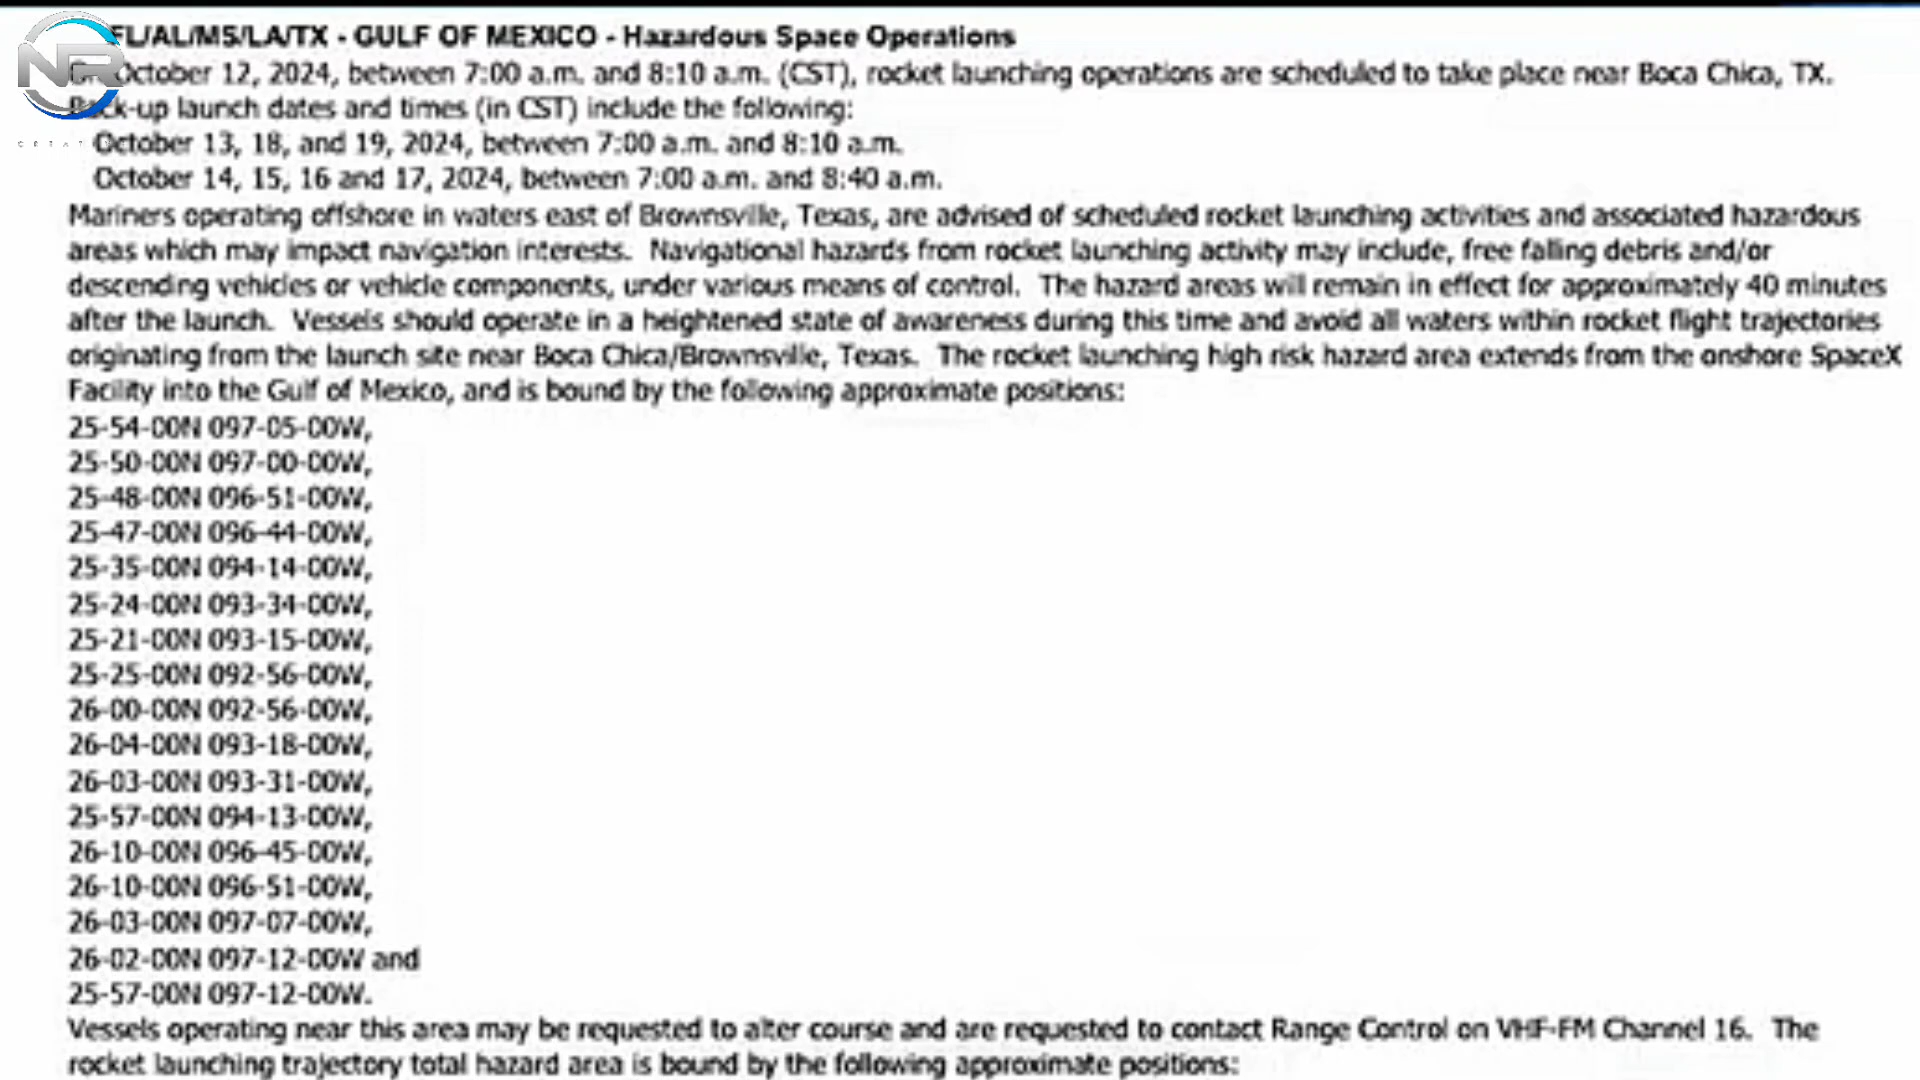 NR
FL/AL/MS/LA/TX - GULF OF MEXICO - Hazardous Space Operations
October 12, 2024, between 7:00 a.m. and 8:10 a.m. (CST), rocket launching operations are scheduled to take place near Boca Chica, TX.
Back-up launch dates and times (in CST) include the following:
October 13, 18, and 19, 2024, between 7:00 a.m. and 8:10 a.m.
October 14, 15, 16 and 17, 2024, between 7:00 a.m. and 8:40 a.m.
Mariners operating offshore in waters east of Brownsville, Texas, are advised of scheduled rocket launching activities and associated hazardous
areas which may impact navigation interests. Navigational hazards from rocket launching activity may include, free falling debris and/or
descending vehicles or vehicle components, under various means of control. The hazard areas will remain in effect for approximately 40 minutes
after the launch. Vessels should operate in a heightened state of awareness during this time and avoid all waters within rocket flight trajectories
originating from the launch site near Boca Chica/Brownsville, Texas. The rocket launching high risk hazard area extends from the onshore SpaceX
Facility into the Gulf of Mexico, and is bound by the following approximate positions:
25-54-00N 097-05-00W,
25-50-00N 097-00-00W,
25-48-00N 096-51-00W,
25-47-00N 096-44-00W,
25-35-00N 094-14-00W,
25-24-00N 093-34-00W,
25-21-00N 093-15-00W,
25-25-00N 092-56-00W,
26-00-00N 092-56-00W,
26-04-00N 093-18-00W,
26-03-00N 093-31-00W,
25-57-00N 094-13-00W,
26-10-00N 096-45-00W,
26-10-00N 096-51-00W,
26-03-00N 097-07-00W,
26-02-00N 097-12-00W and
25-57-00N 097-12-00W.
Vessels operating near this area may be requested to alter course and are requested to contact Range Control on VHF-FM Channel 16. The
rocket launching trajectory total hazard area is bound by the following approximate positions: